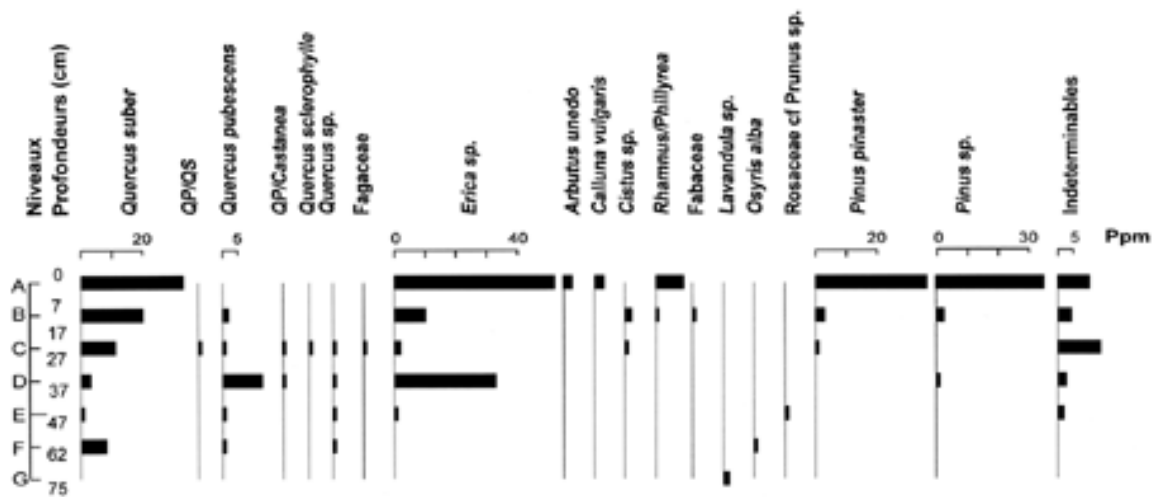 Niveaux
Profondeurs (cm)
Quercus suber
QP/QS
Quercus pubescens
QP/Castanea
Quercus sclerophylle
Quercus sp.
Fagaceae
Erica sp.
Arbutus unedo
Calluna vulgaris
Cistus sp.
Rhamnus/Phillyrea
Fabaceae
Lavandula sp.
Osyris alba
Rosaceae cf Prunus sp.
Pinus pinaster
Pinus sp.
Indeterminables
20 5 0 40 20 0 30 5 Ppm
A 0
7
B
17
C
27
D
37
E
47
F
62
G
75